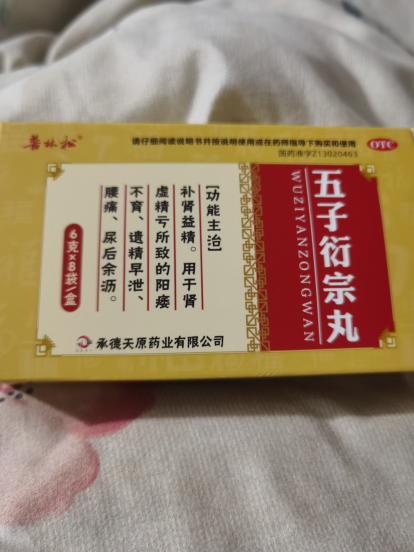 普林松
请仔细阅读说明书并按说明使用或在药师指导下购买和使用
OTC
国药准字Z13020463
五子衍宗丸
WUZIYANZONGWAN
[功能主治]
补肾益精。用于肾
虚精亏所致的阳痿
不育、遗精早泄、
腰痛、尿后余沥。
6克×8袋/盒
承德天原药业有限公司